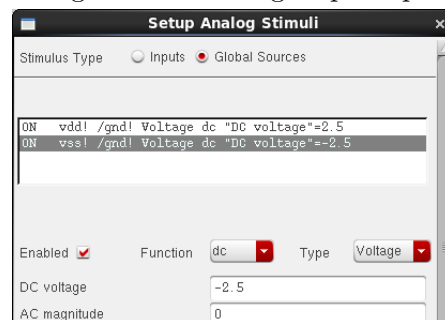 Setup Analog Stimuli ×
Stimulus Type Inputs Global Sources
ON vdd! /gnd! Voltage dc "DC voltage"=2.5
ON vss! /gnd! Voltage dc "DC voltage"=-2.5
Enabled Function dc Type Voltage
DC voltage -2.5
AC magnitude 0